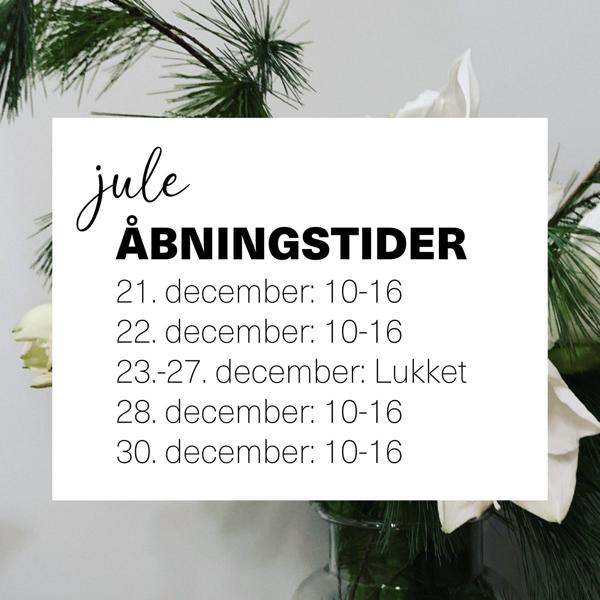 jule
ÅBNINGSTIDER
21. december: 10-16
22. december: 10-16
23.-27. december: Lukket
28. december: 10-16
30. december: 10-16